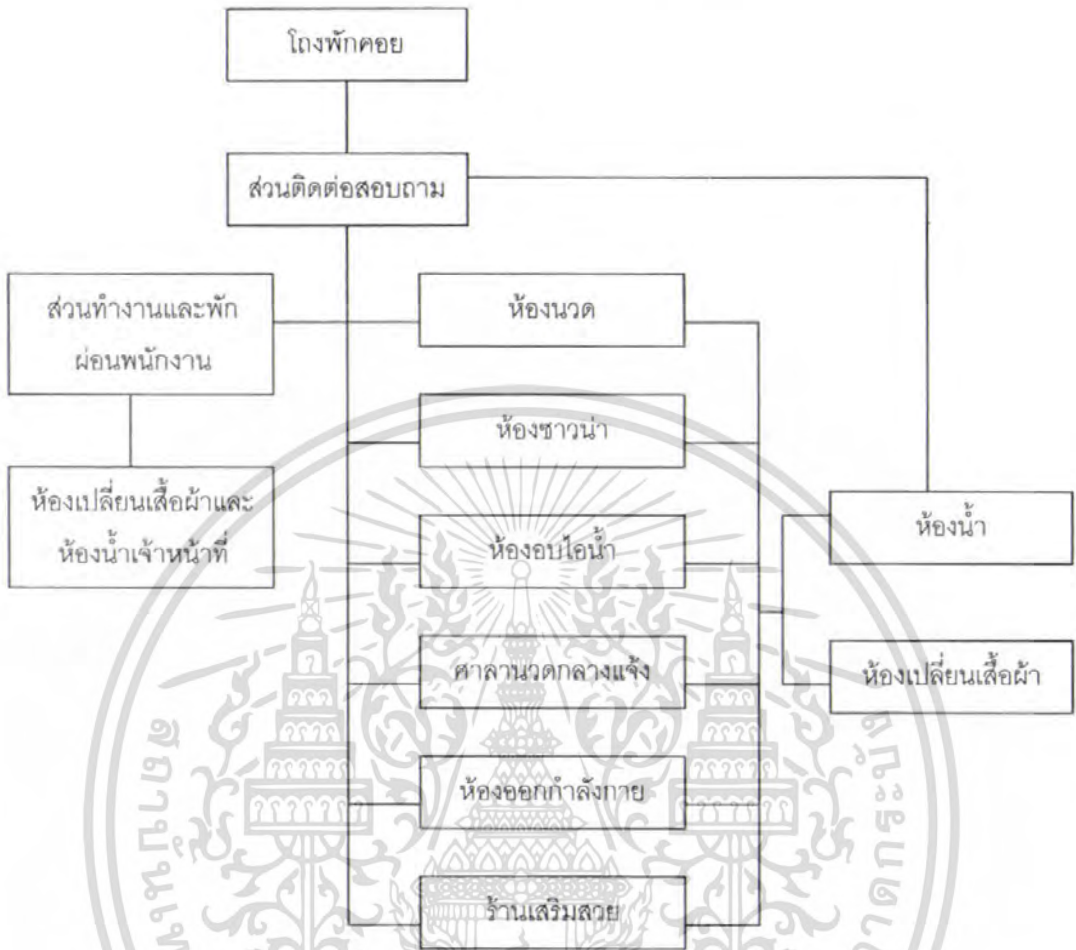 โถงพักคอย
ส่วนติดต่อสอบถาม
ส่วนทำงานและพัก
ผ่อนพนักงาน
ห้องนวด
ห้องซาวน่า
ห้องเปลี่ยนเสื้อผ้าและ
ห้องน้ำเจ้าหน้าที่
ห้องอบไอน้ำ
ห้องน้ำ
ศาลานวดกลางแจ้ง
ห้องเปลี่ยนเสื้อผ้า
ห้องออกกำลังกาย
ร้านเสริมสวย